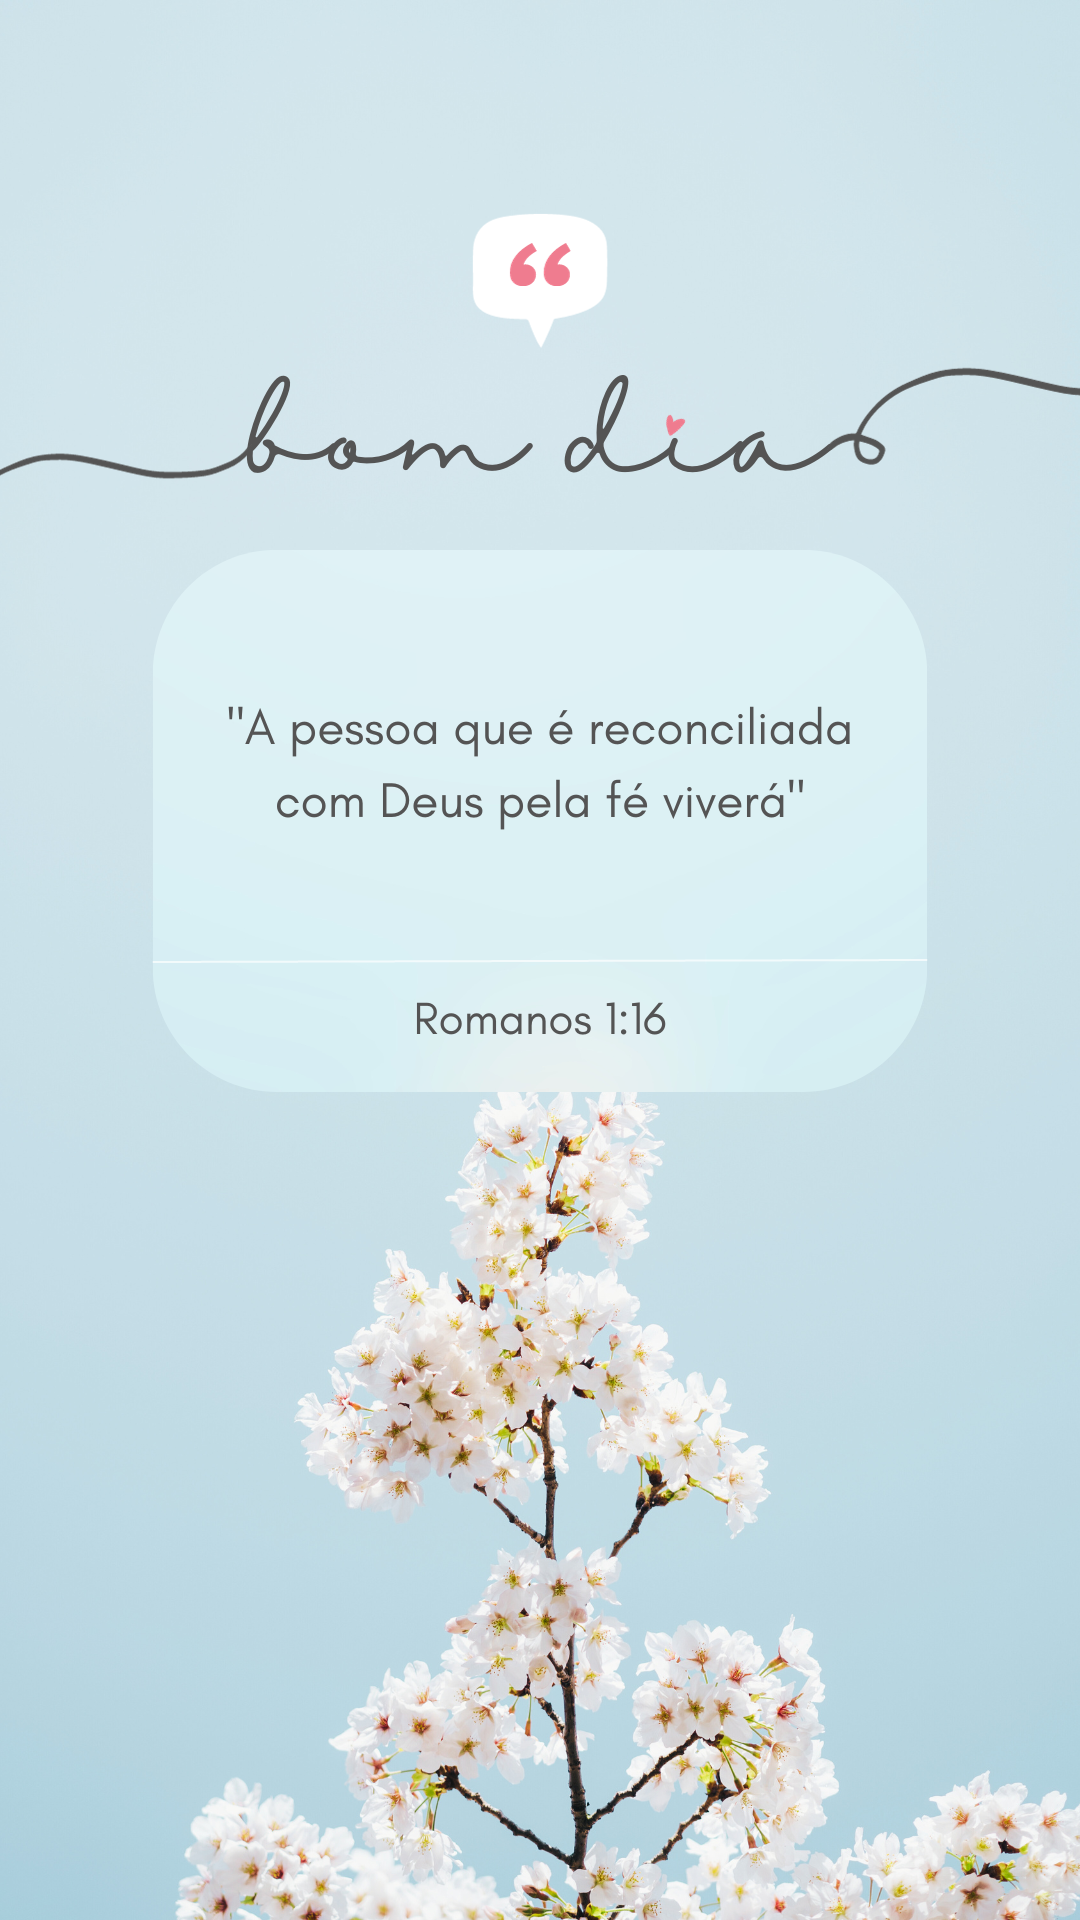 “
bom dia
"A pessoa que é reconciliada
com Deus pela fé viverá"
Romanos 1:16